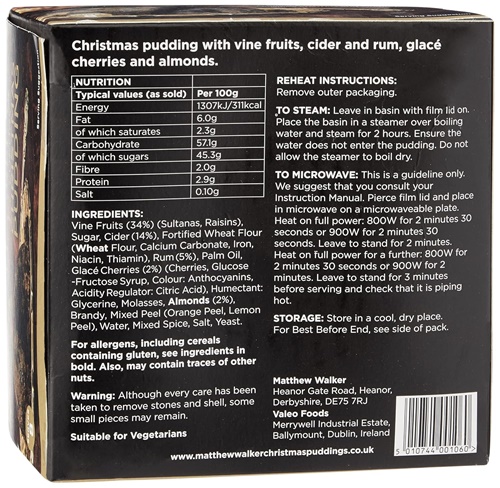 Christmas pudding with vine fruits, cider and rum, glacé
cherries and almonds.
NUTRITION
Typical values (as sold) Per 100g
Energy 1307kJ/311kcal
Fat 6.0g
of which saturates 2.3g
Carbohydrate 57.1g
of which sugars 45.3g
Fibre 2.0g
Protein 2.9g
Salt 0.10g
INGREDIENTS:
Vine Fruits (34%) (Sultanas, Raisins),
Sugar, Cider (14%), Fortified Wheat Flour
(Wheat Flour, Calcium Carbonate, Iron,
Niacin, Thiamin), Rum (5%), Palm Oil,
Glacé Cherries (2%) (Cherries, Glucose
-Fructose Syrup, Colour: Anthocyanins,
Acidity Regulator: Citric Acid), Humectant:
Glycerine, Molasses, Almonds (2%),
Brandy, Mixed Peel (Orange Peel, Lemon
Peel), Water, Mixed Spice, Salt, Yeast.
For allergens, including cereals
containing gluten, see ingredients in
bold. Also, may contain traces of other
nuts.
Warning: Although every care has been
taken to remove stones and shell, some
small pieces may remain.
Suitable for Vegetarians
REHEAT INSTRUCTIONS:
Remove outer packaging.
TO STEAM: Leave in basin with film lid on.
Place the basin in a steamer over boiling
water and steam for 2 hours. Ensure the
water does not enter the pudding. Do not
allow the steamer to boil dry.
TO MICROWAVE: This is a guideline only.
We suggest that you consult your
Instruction Manual. Pierce film lid and place
in microwave on a microwaveable plate.
Heat on full power: 800W for 2 minutes 30
seconds or 900W for 2 minutes 30
seconds. Leave to stand for 2 minutes.
Heat on full power for a further: 800W for
2 minutes 30 seconds or 900W for 2
minutes. Leave to stand for 3 minutes
before serving and check that it is piping
hot.
STORAGE: Store in a cool, dry place.
For Best Before End, see side of pack.
Matthew Walker
Heanor Gate Road, Heanor,
Derbyshire, DE75 7RJ
Valeo Foods
Merrywell Industrial Estate,
Ballymount, Dublin, Ireland
5 010744 001060
www.matthewwalkerchristmaspuddings.co.uk